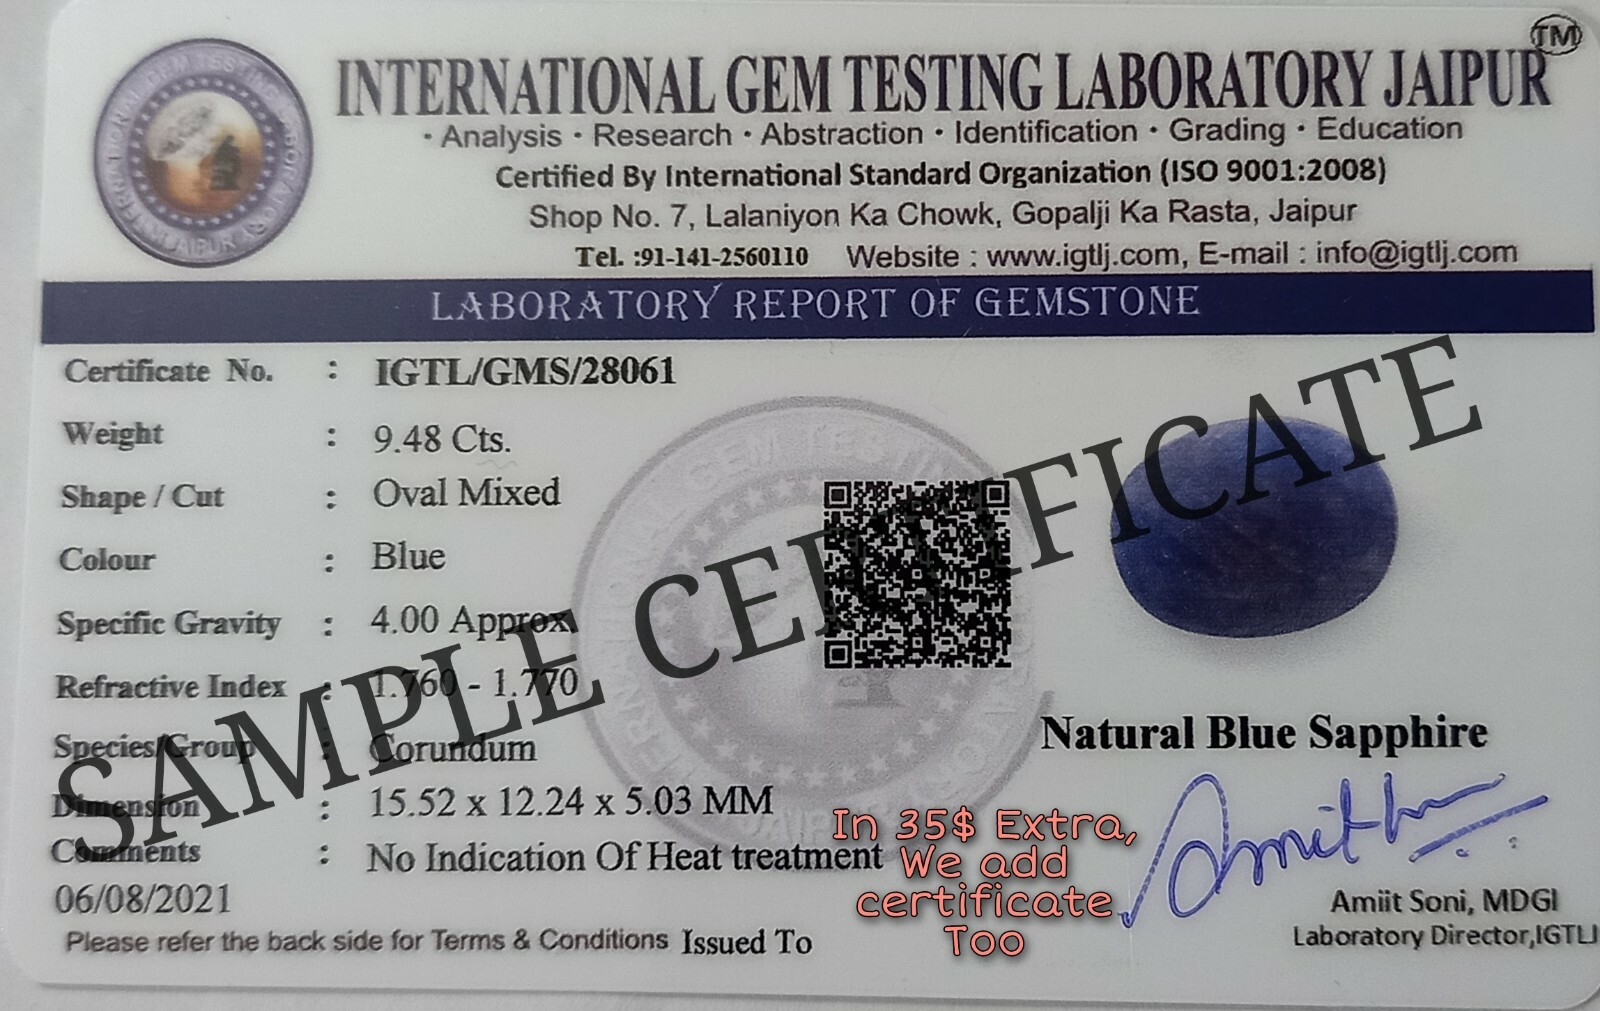 TM
INTERNATIONAL GEM TESTING LABORATORY JAIPUR
· Analysis · Research · Abstraction · Identification · Grading · Education
Certified By International Standard Organization (ISO 9001:2008)
Shop No. 7, Lalaniyon Ka Chowk, Gopalji Ka Rasta, Jaipur
Tel. :91-141-2560110 Website : www.igtlj.com, E-mail : info@igtlj.com
LABORATORY REPORT OF GEMSTONE
Certificate No. : IGTL/GMS/28061
Weight : 9.48 Cts.
Shape / Cut : Oval Mixed
Colour : Blue
Specific Gravity : 4.00 Approx.
Refractive Index : 1.760 - 1.770
Species/Group : Corundum
Dimension : 15.52 x 12.24 x 5.03 MM
Comments : No Indication Of Heat treatment
06/08/2021
Please refer the back side for Terms & Conditions Issued To
SAMPLE CERTIFICATE
Natural Blue Sapphire
In 35$ Extra,
We add
certificate
Too
Amiit Soni, MDGI
Laboratory Director,IGTLJ